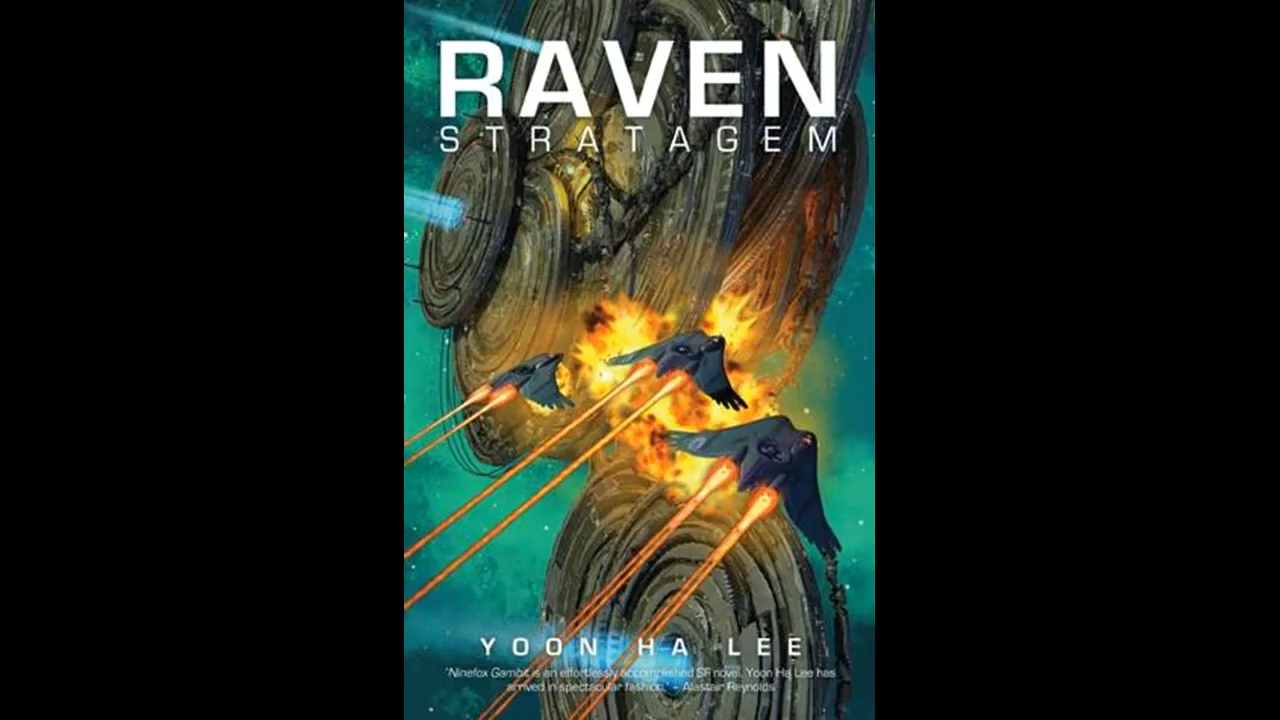 RAVEN
STRATAGEM
YOON HA LEE
'Ninefox Gambit is an effortlessly accomplished SF novel. Yoon Ha Lee has
arrived in spectacular fashion.' – Alastair Reynolds